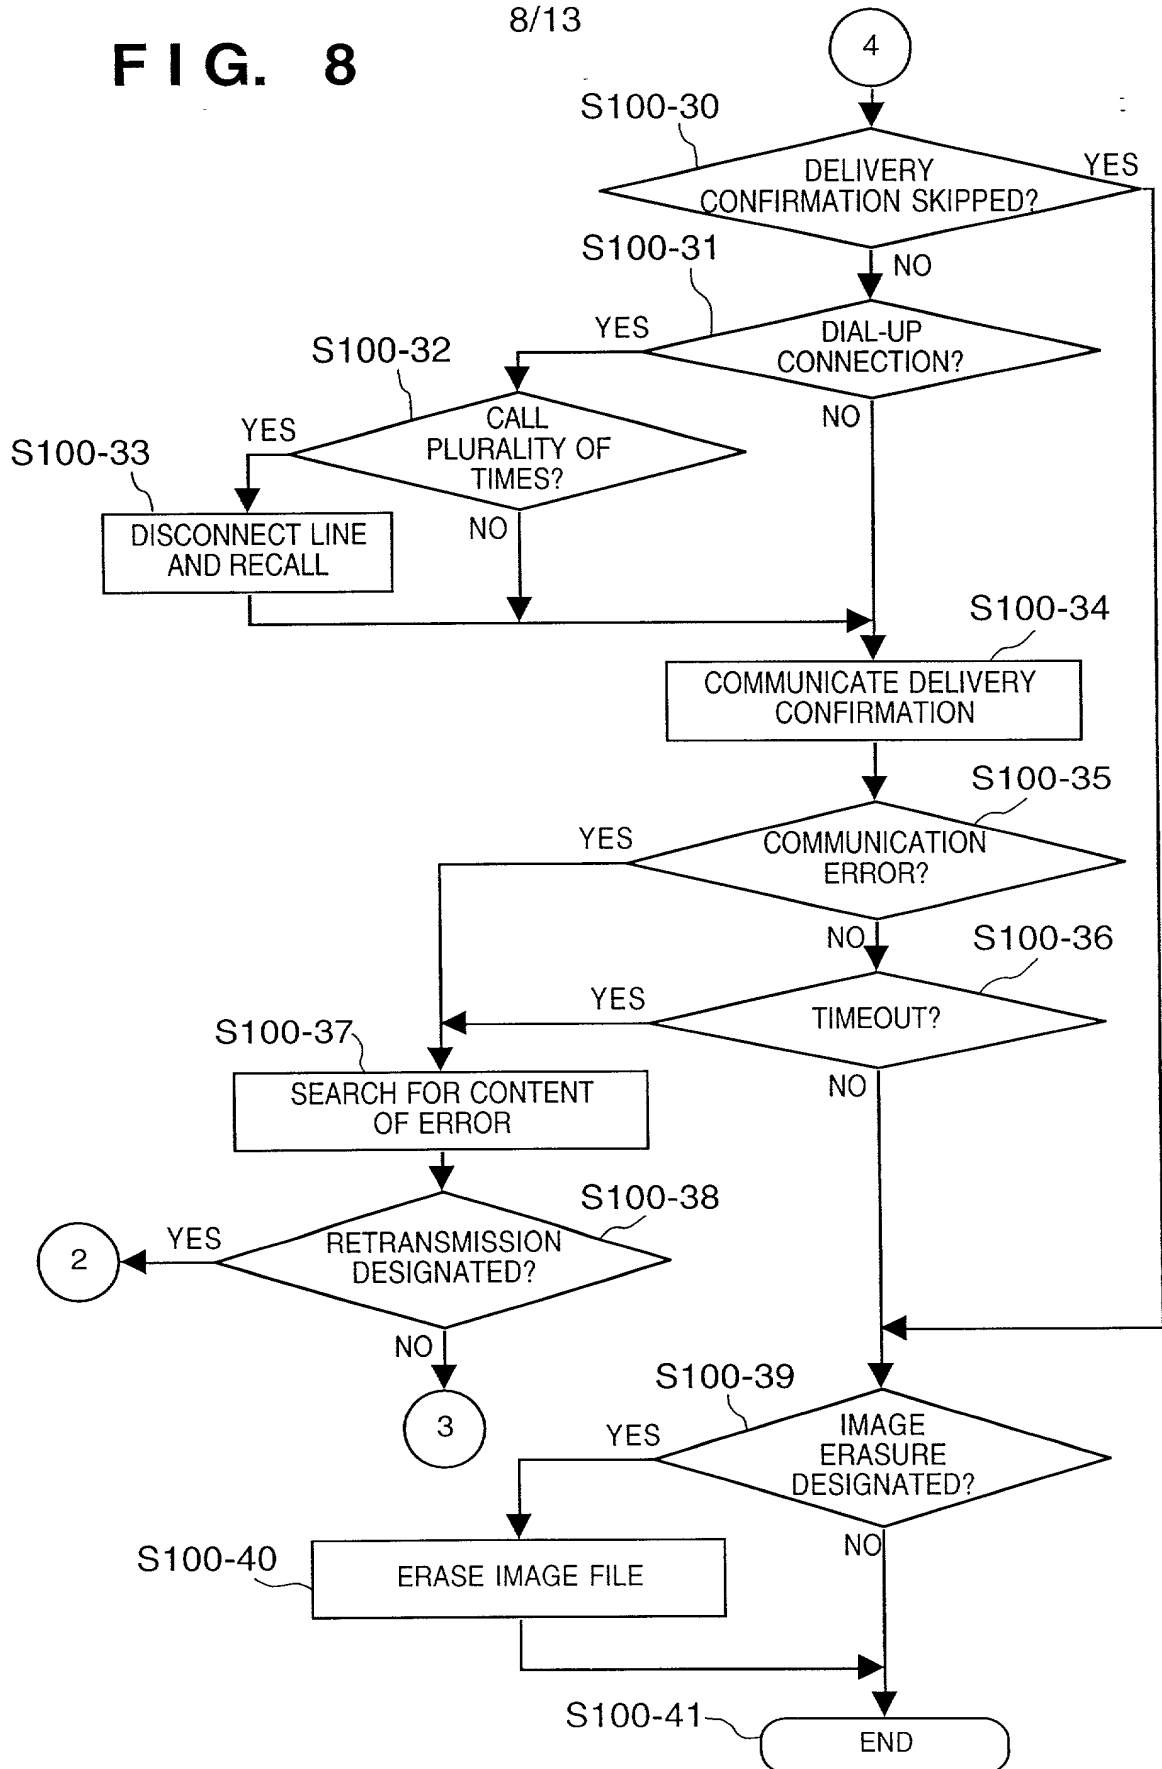 8/13
FIG. 8
4
S100-30
DELIVERY
CONFIRMATION SKIPPED?
YES
NO
S100-31
DIAL-UP
CONNECTION?
YES
NO
S100-32
CALL
PLURALITY OF
TIMES?
YES
NO
S100-33
DISCONNECT LINE
AND RECALL
S100-34
COMMUNICATE DELIVERY
CONFIRMATION
S100-35
COMMUNICATION
ERROR?
YES
NO
S100-36
TIMEOUT?
YES
NO
S100-37
SEARCH FOR CONTENT
OF ERROR
S100-38
RETRANSMISSION
DESIGNATED?
YES
2
NO
3
S100-39
IMAGE
ERASURE
DESIGNATED?
YES
NO
S100-40
ERASE IMAGE FILE
S100-41
END